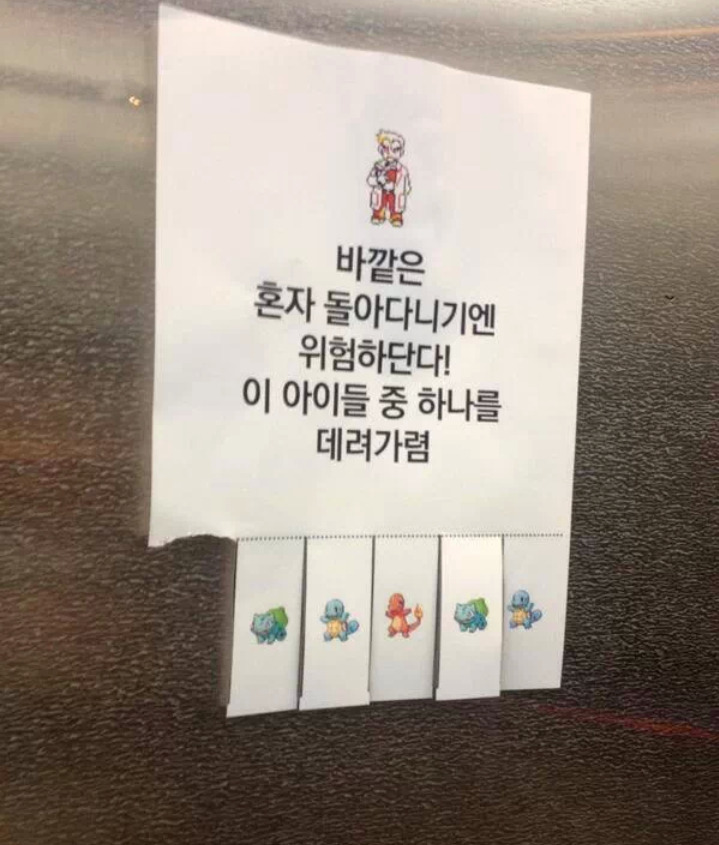 바깥은
혼자 돌아다니기엔
위험하단다!
이 아이들 중 하나를
데려가렴